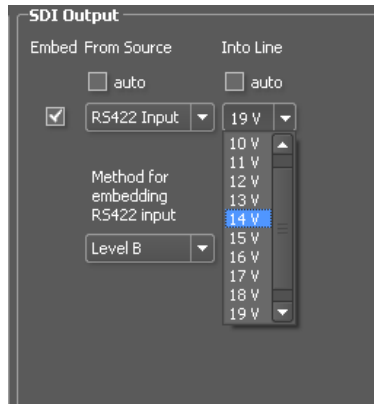 SDI Output
Embed From Source Into Line
auto auto
RS422 Input 19 V
10 V
11 V
12 V
13 V
14 V
15 V
16 V
17 V
18 V
19 V
Method for
embedding
RS422 input
Level B